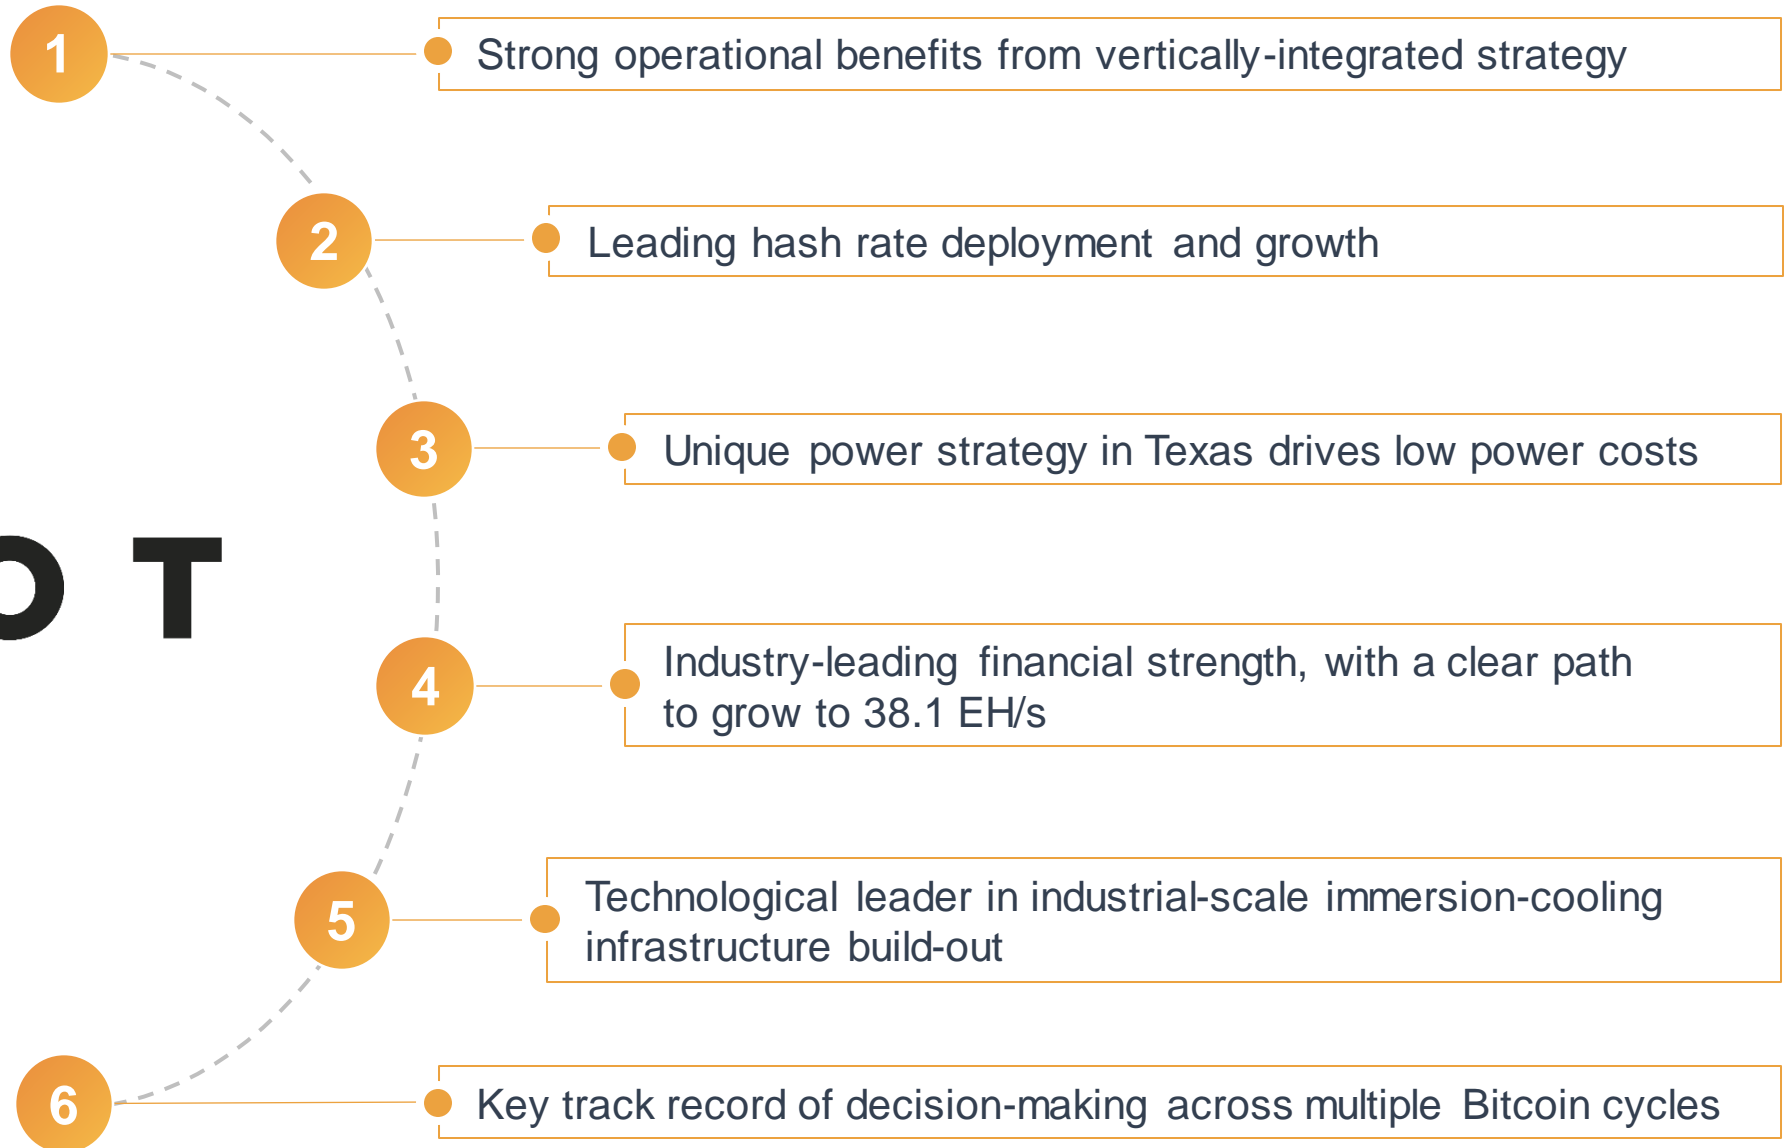 1
Strong operational benefits from vertically-integrated strategy
2
Leading hash rate deployment and growth
3
Unique power strategy in Texas drives low power costs
OT
4
Industry-leading financial strength, with a clear path
to grow to 38.1 EH/s
5
Technological leader in industrial-scale immersion-cooling
infrastructure build-out
6
Key track record of decision-making across multiple Bitcoin cycles